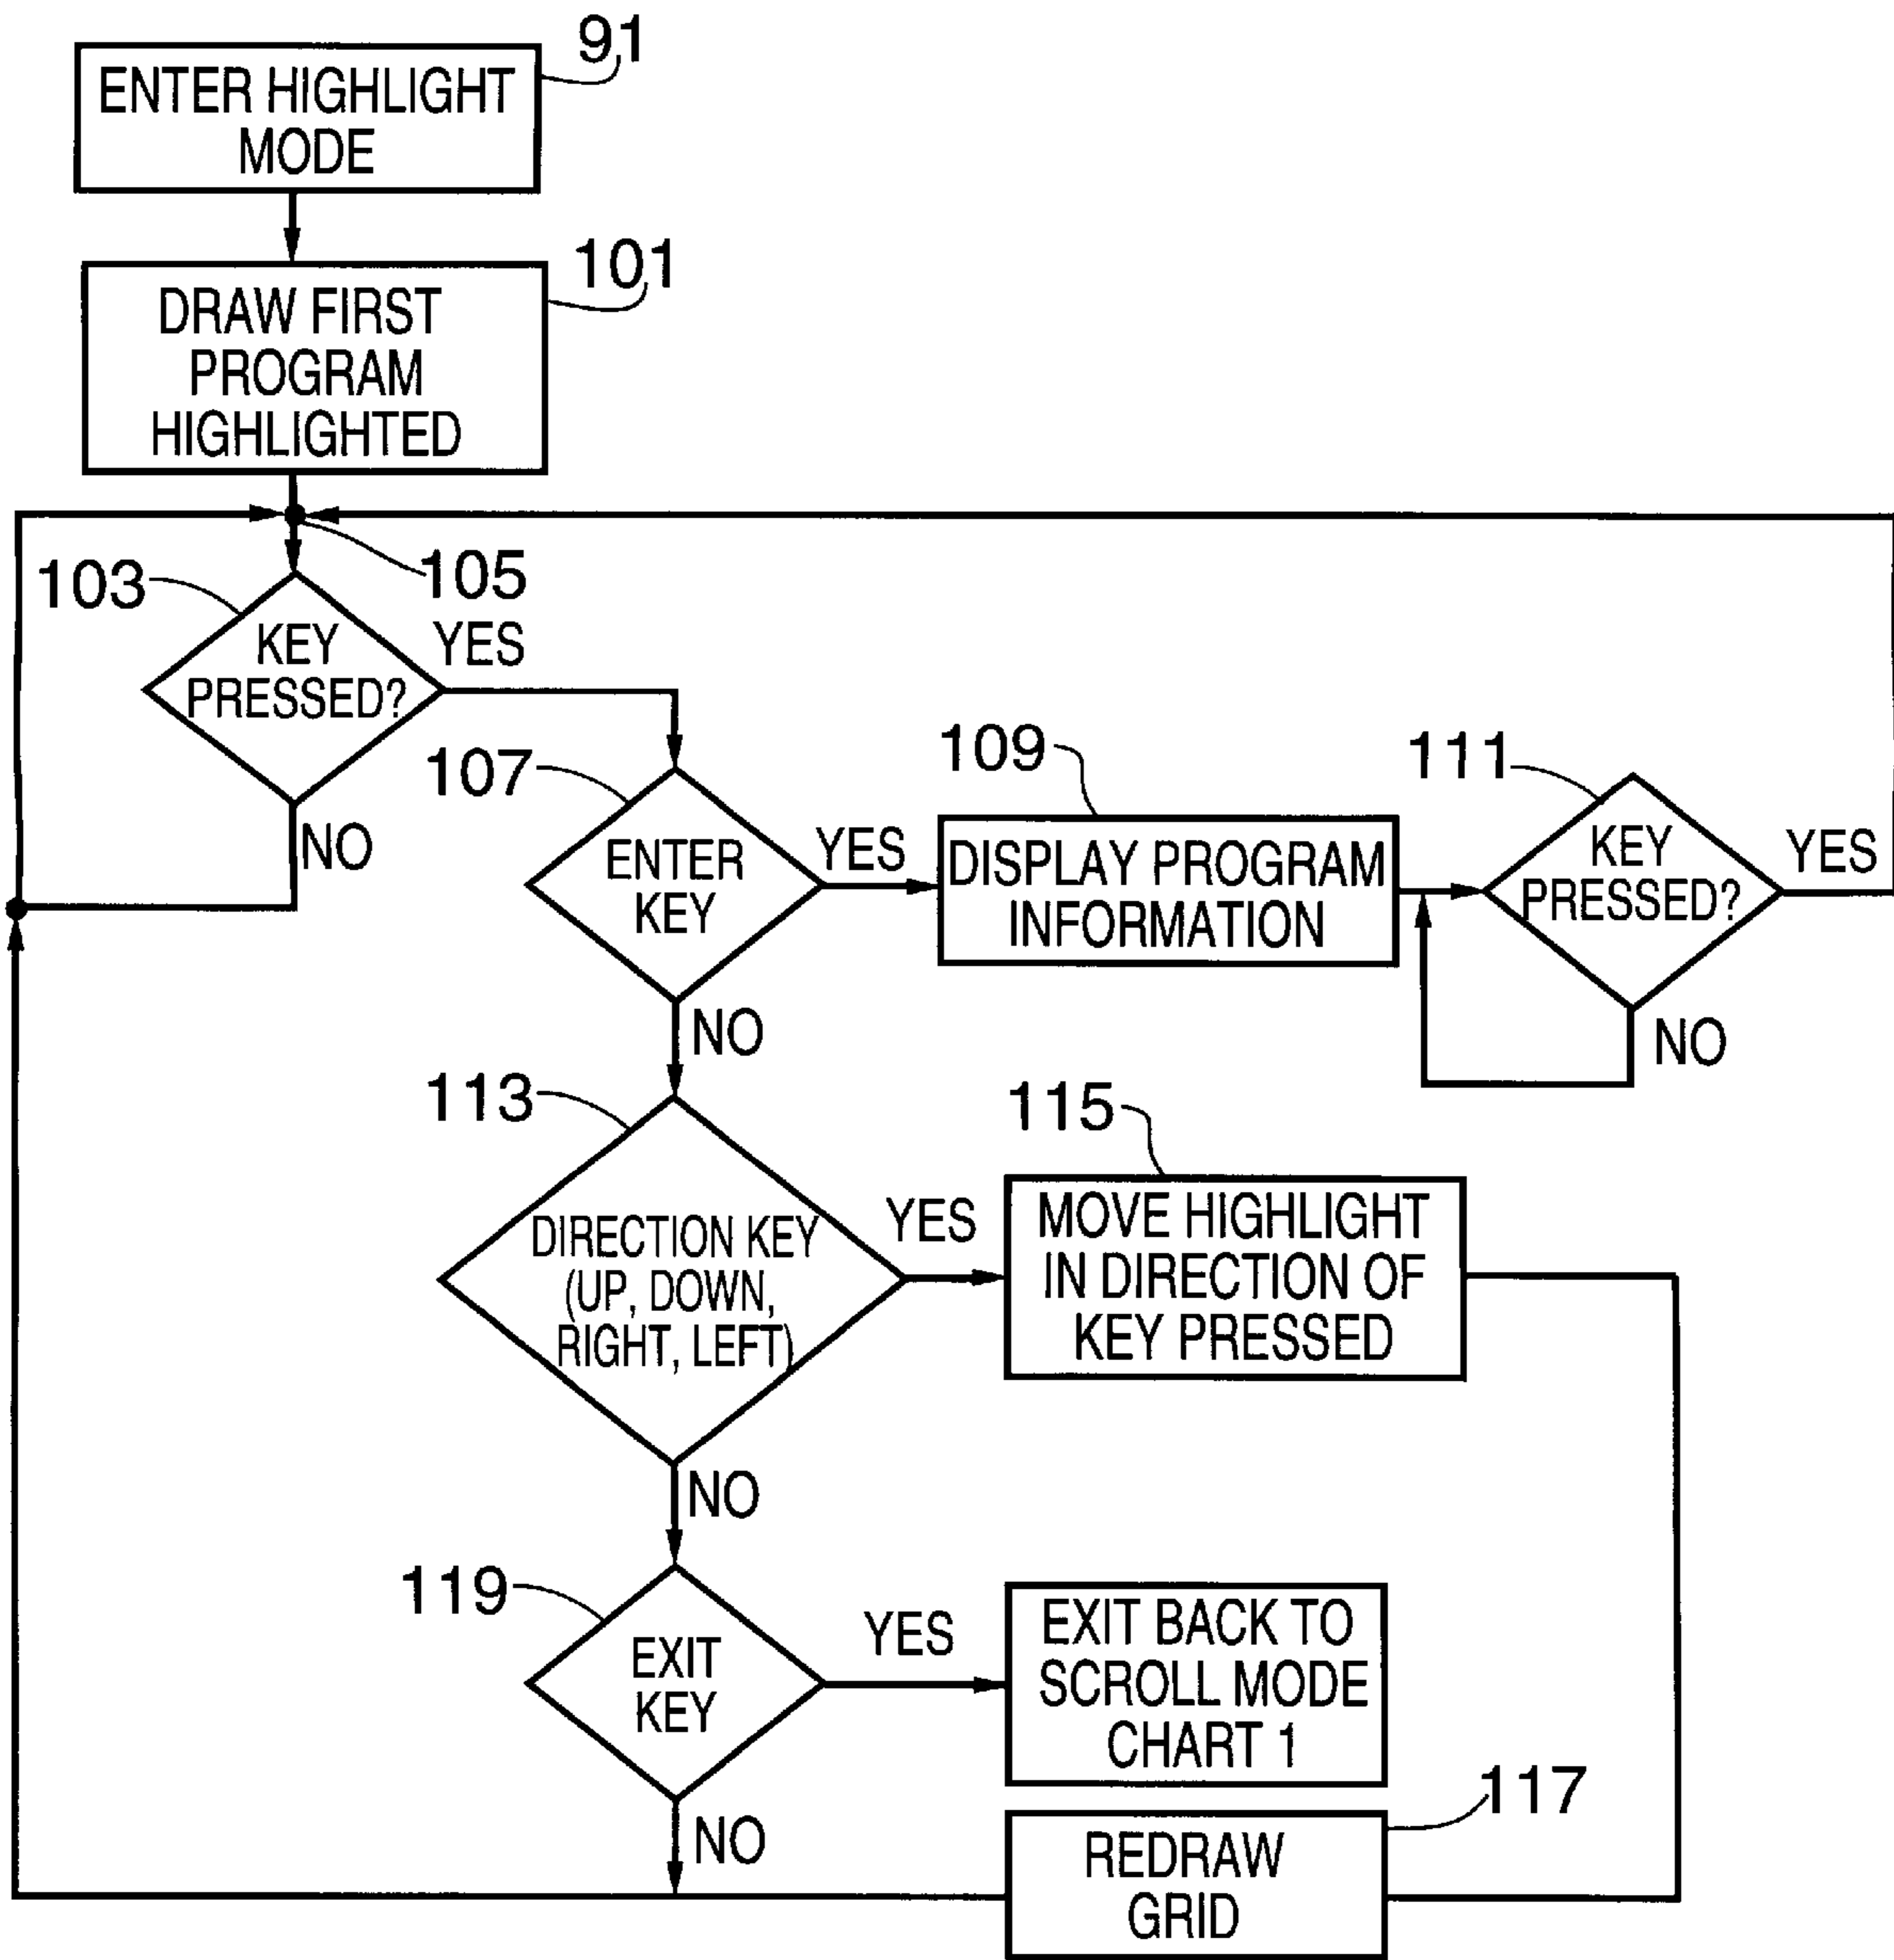 91
ENTER HIGHLIGHT
MODE
101
DRAW FIRST
PROGRAM
HIGHLIGHTED
103
105
KEY
PRESSED?
YES
NO
107
ENTER
KEY
YES
NO
109
DISPLAY PROGRAM
INFORMATION
111
KEY
PRESSED?
YES
NO
113
DIRECTION KEY
(UP, DOWN,
RIGHT, LEFT)
YES
NO
115
MOVE HIGHLIGHT
IN DIRECTION OF
KEY PRESSED
119
EXIT
KEY
YES
NO
EXIT BACK TO
SCROLL MODE
CHART 1
117
REDRAW
GRID